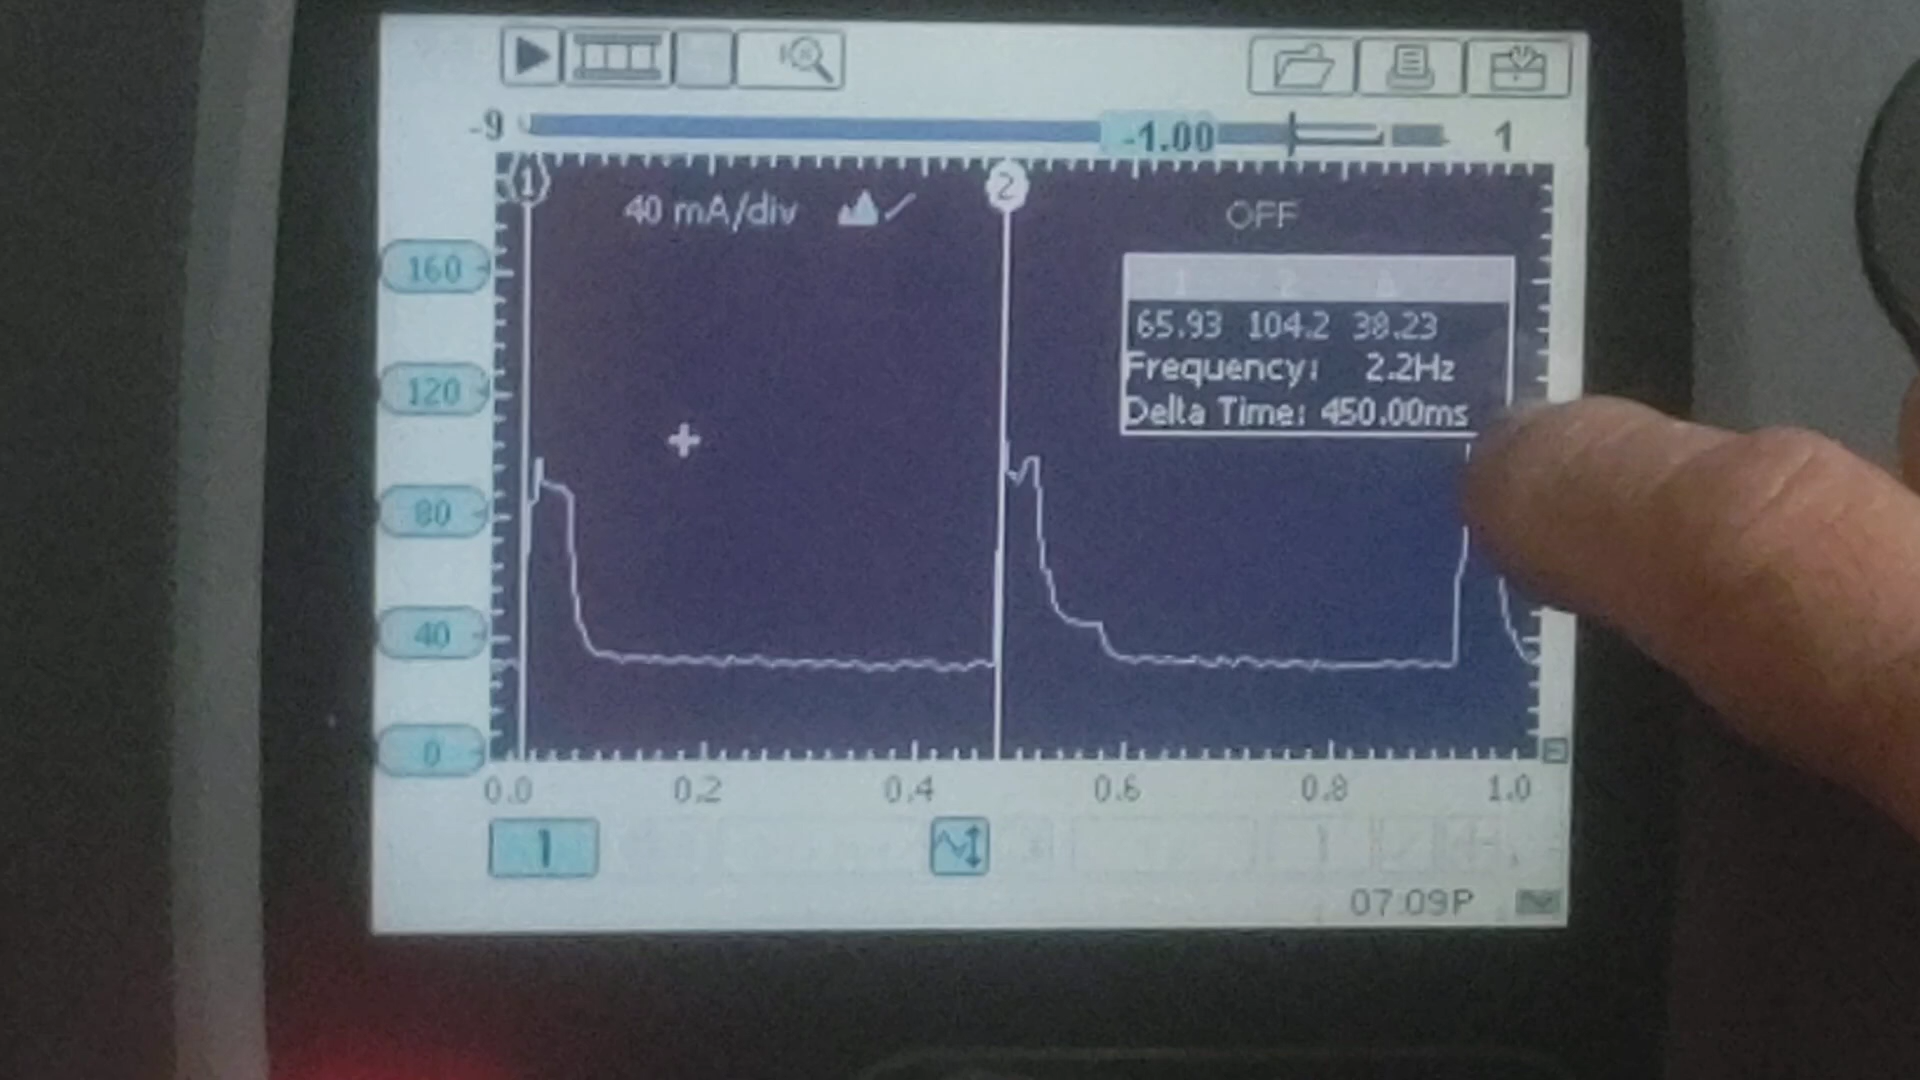 -9 -1.00 1
1 2
40 mA/div OFF
160
120
80
40
0
1 2 Δ
65.93 104.2 38.23
Frequency: 2.2Hz
Delta Time: 450.00ms
0.0 0.2 0.4 0.6 0.8 1.0
1
07:09P